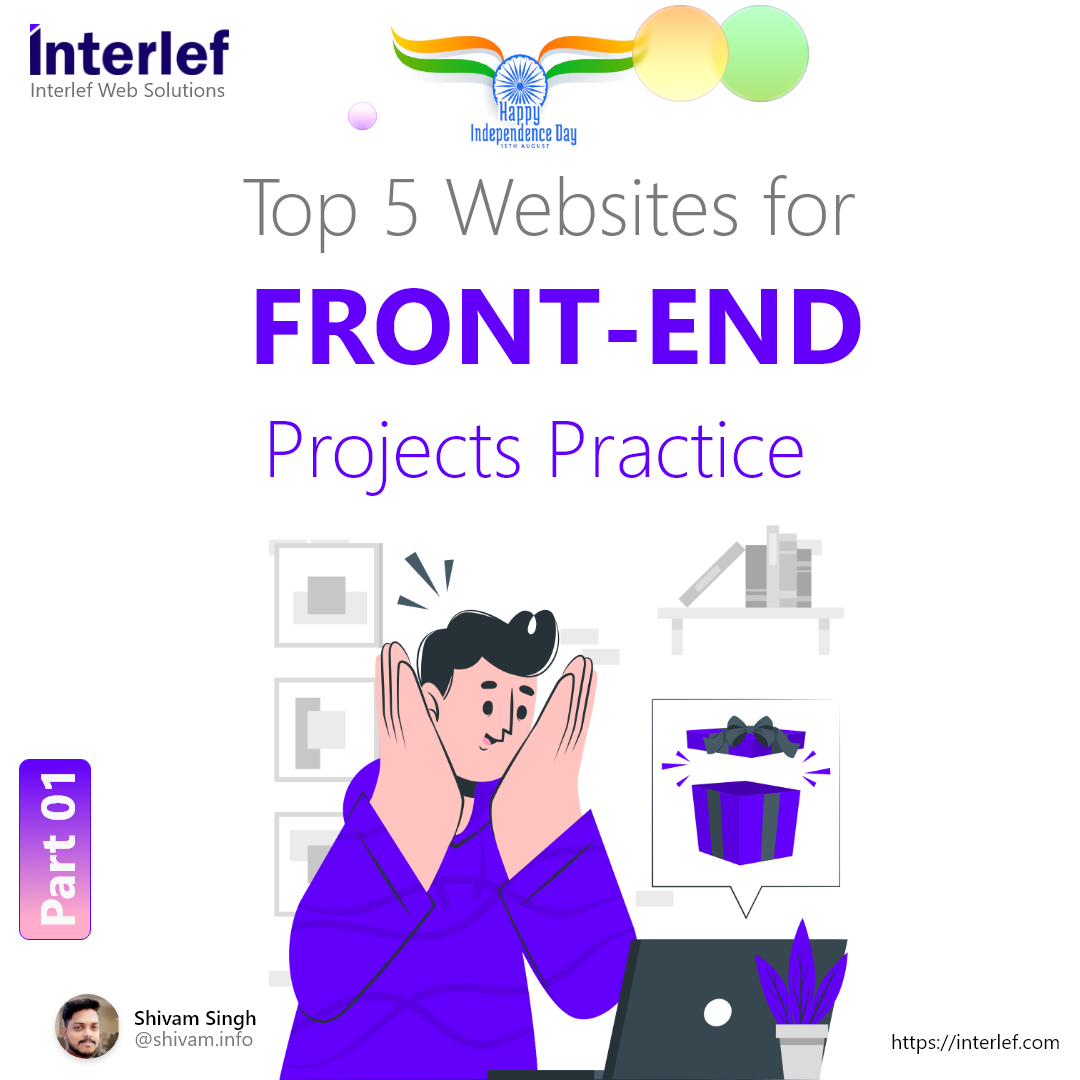 Interlef
Interlef Web Solutions
Happy
Independence Day
15TH AUGUST
Top 5 Websites for
FRONT-END
Projects Practice
Part 01
Shivam Singh
@shivam.info
https://interlef.com